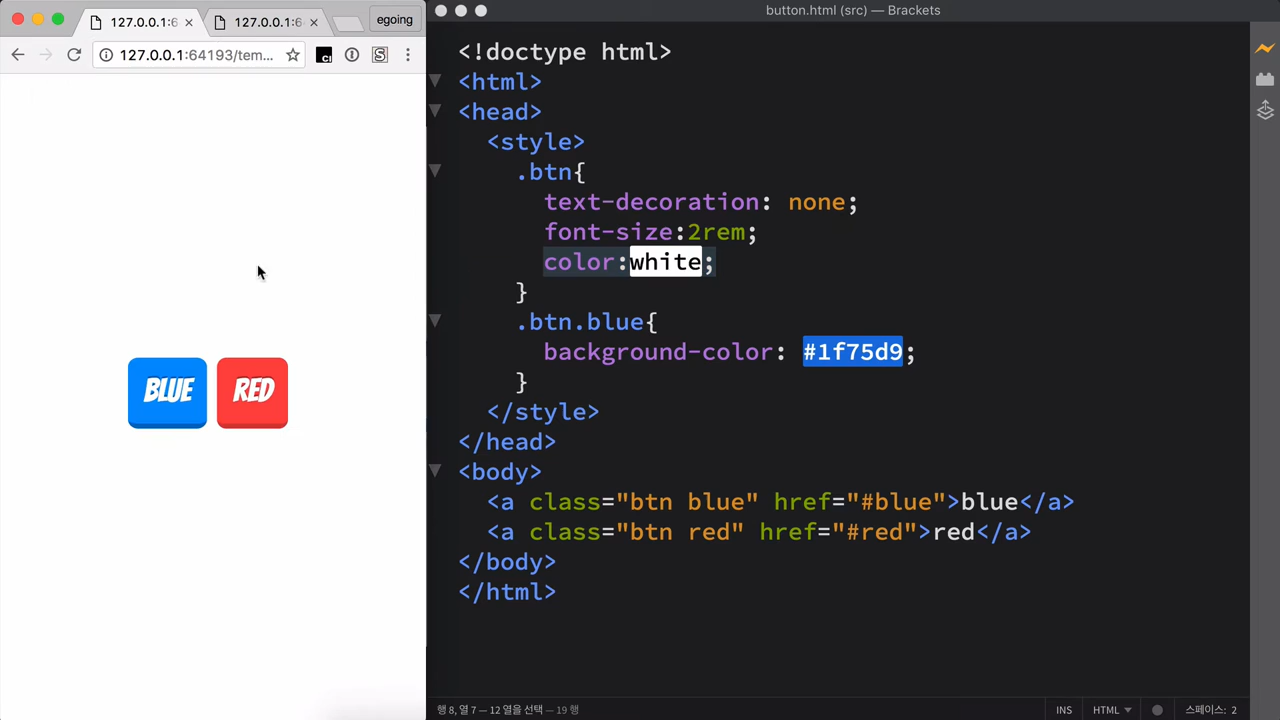 127.0.0.1:6 127.0.0.1:6 egoing
127.0.0.1:64193/tem...
BLUE RED
button.html (src) — Brackets
<!doctype html>
<html>
<head>
<style>
.btn{
text-decoration: none;
font-size:2rem;
color:white;
}
.btn.blue{
background-color: #1f75d9;
}
</style>
</head>
<body>
<a class="btn blue" href="#blue">blue</a>
<a class="btn red" href="#red">red</a>
</body>
</html>
행 8, 열 7 — 12 열을 선택 — 19 행 INS HTML 스페이스: 2